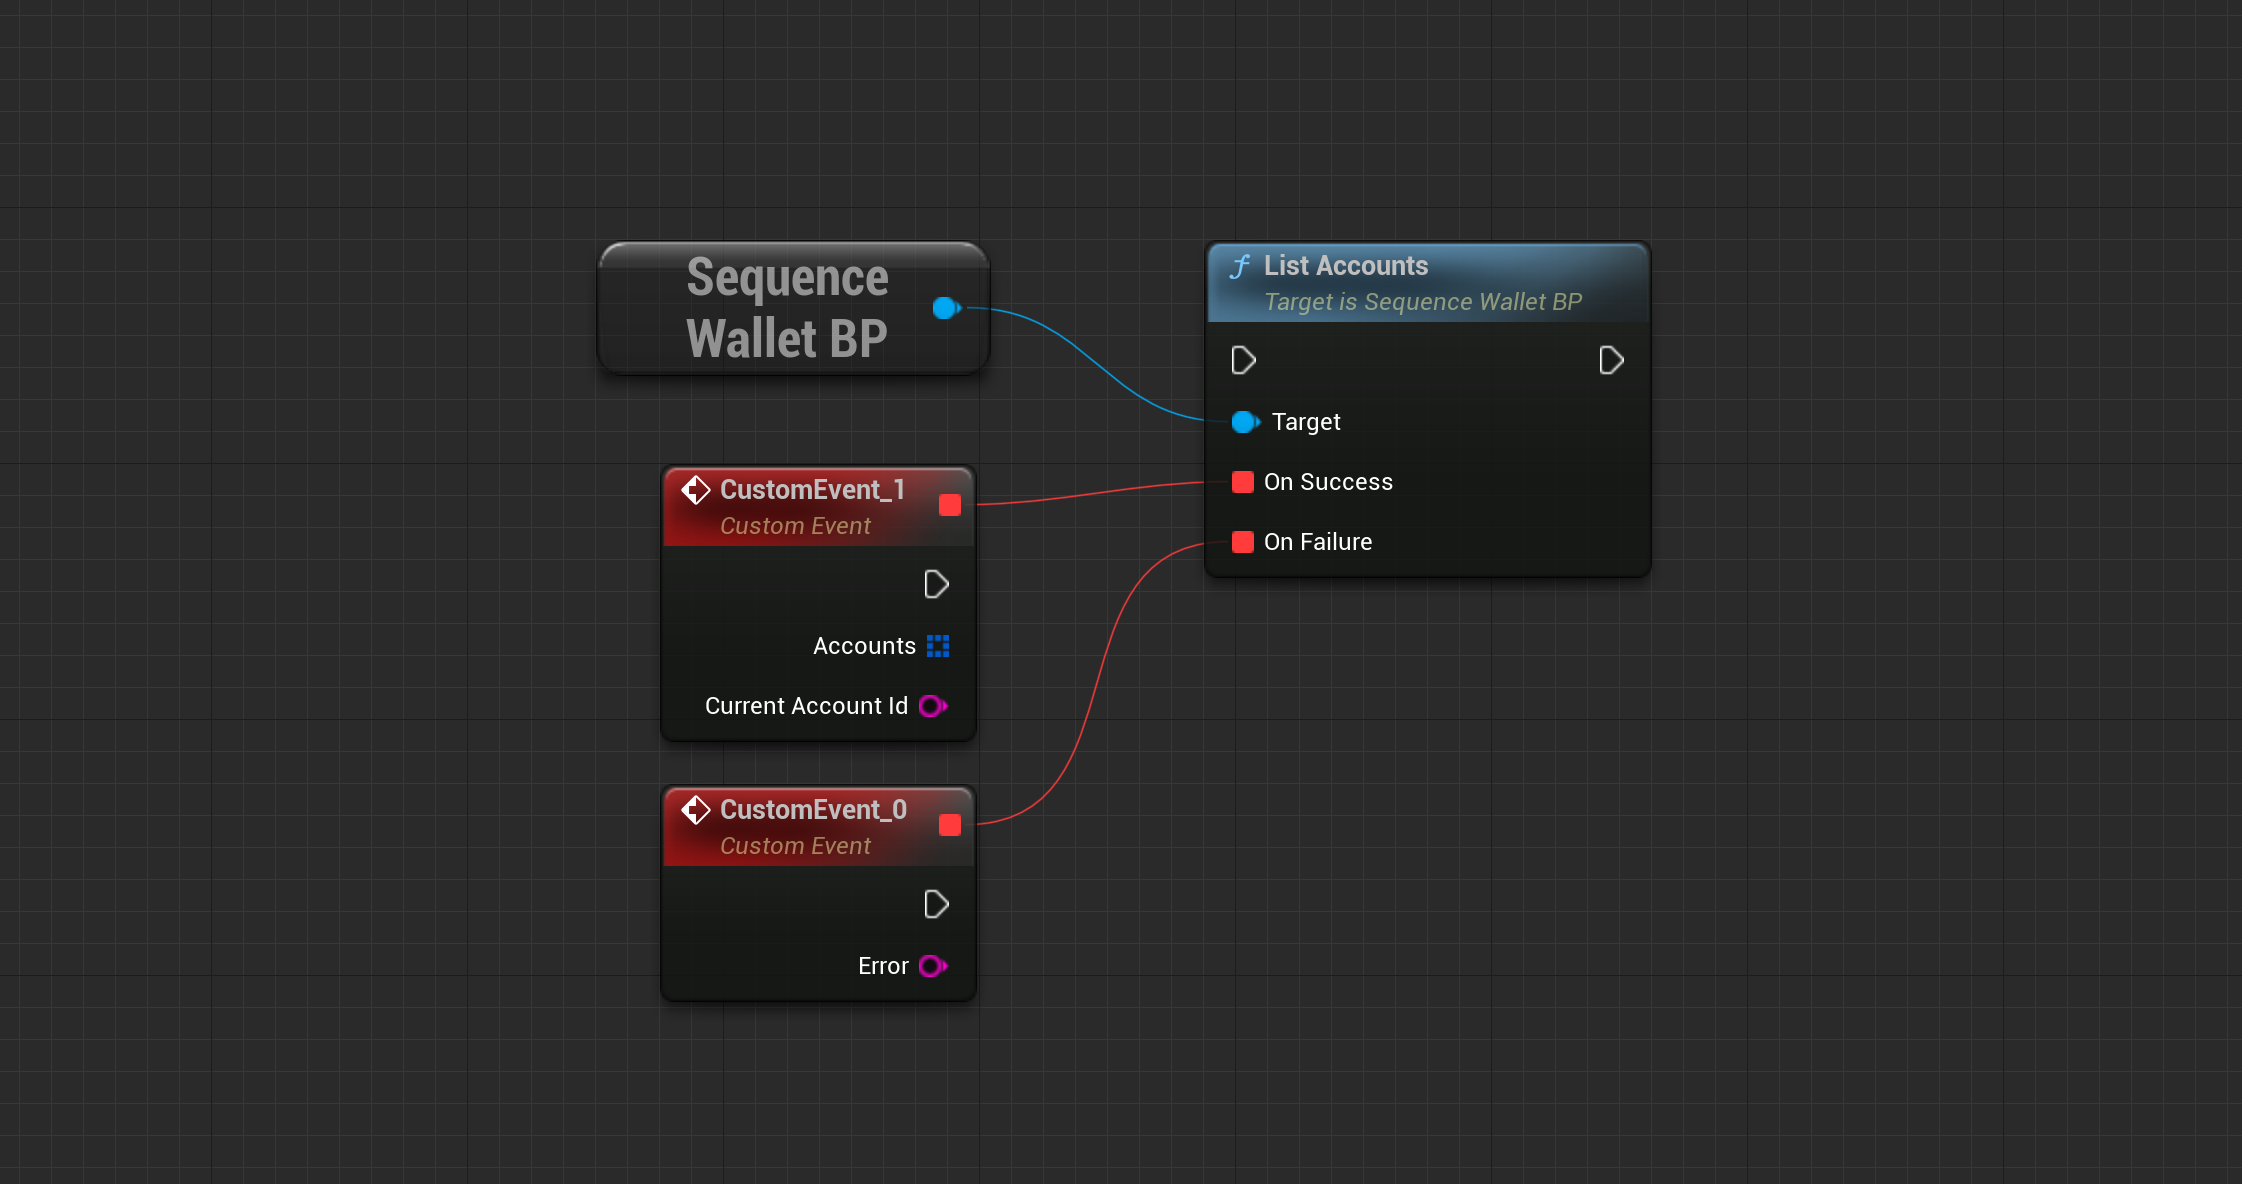 Sequence
Wallet BP
List Accounts
Target is Sequence Wallet BP
Target
On Success
On Failure
CustomEvent_1
Custom Event
Accounts
Current Account Id
CustomEvent_0
Custom Event
Error